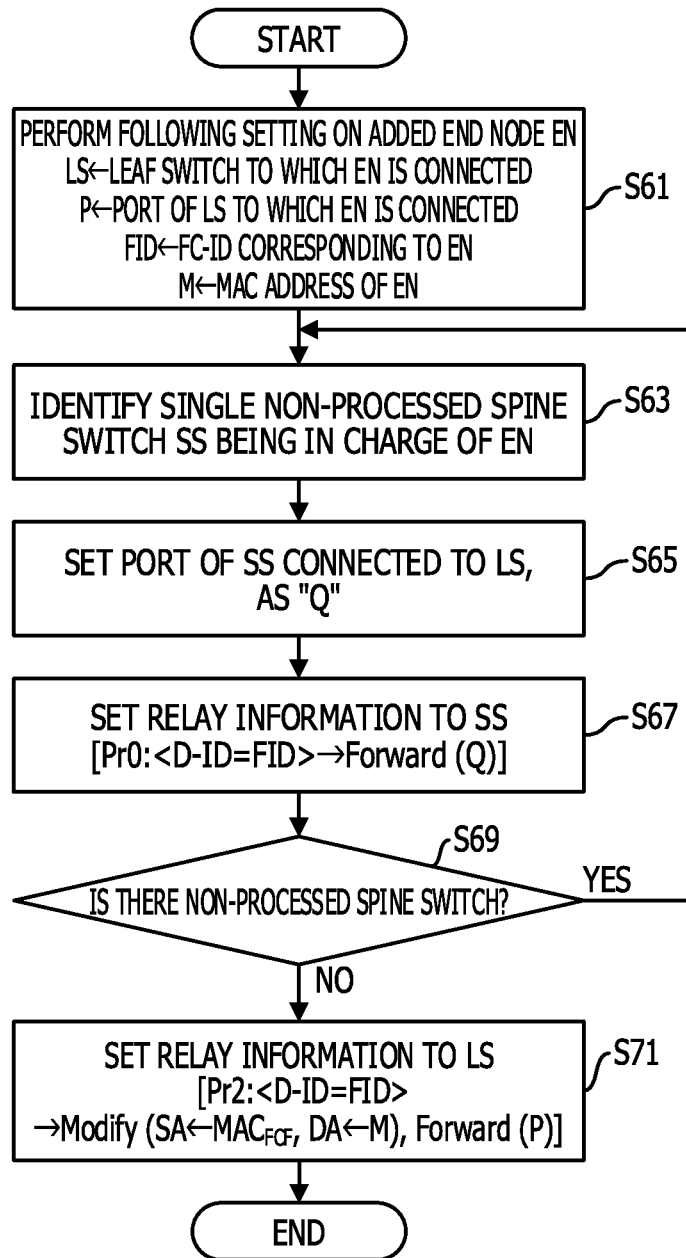 START
PERFORM FOLLOWING SETTING ON ADDED END NODE EN
LS←LEAF SWITCH TO WHICH EN IS CONNECTED
P←PORT OF LS TO WHICH EN IS CONNECTED
FID←FC-ID CORRESPONDING TO EN
M←MAC ADDRESS OF EN
S61
IDENTIFY SINGLE NON-PROCESSED SPINE
SWITCH SS BEING IN CHARGE OF EN
S63
SET PORT OF SS CONNECTED TO LS,
AS "Q"
S65
SET RELAY INFORMATION TO SS
[Pr0:<D-ID=FID>→Forward (Q)]
S67
S69
IS THERE NON-PROCESSED SPINE SWITCH?
YES
NO
SET RELAY INFORMATION TO LS
[Pr2:<D-ID=FID>
→Modify (SA←MACFCF, DA←M), Forward (P)]
S71
END